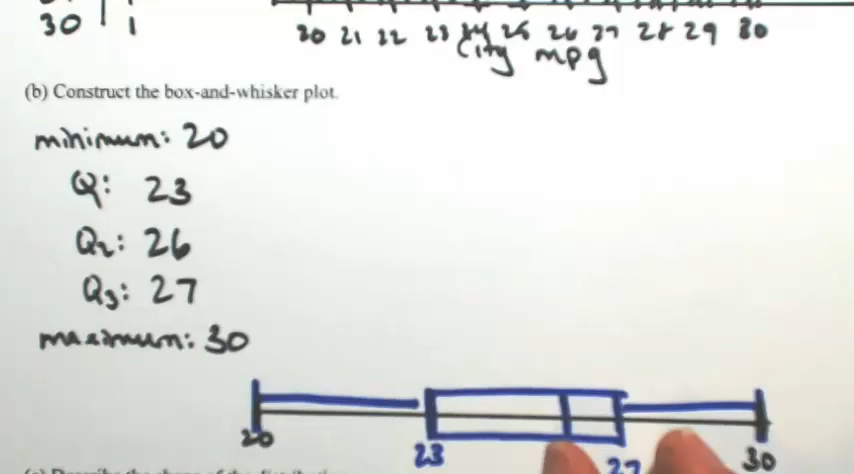 30 | 1
20 21 22 23 24 25 26 27 28 29 30
City mpg
(b) Construct the box-and-whisker plot.
minimum: 20
Q: 23
Q2: 26
Q3: 27
maximum: 30
20 23 27 30